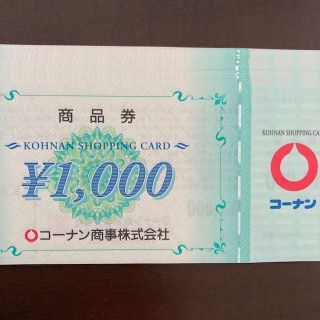 商品券
KOHNAN SHOPPING CARD
¥1,000
コーナン商事株式会社
KOHNAN SHOPPING CA
コーナン